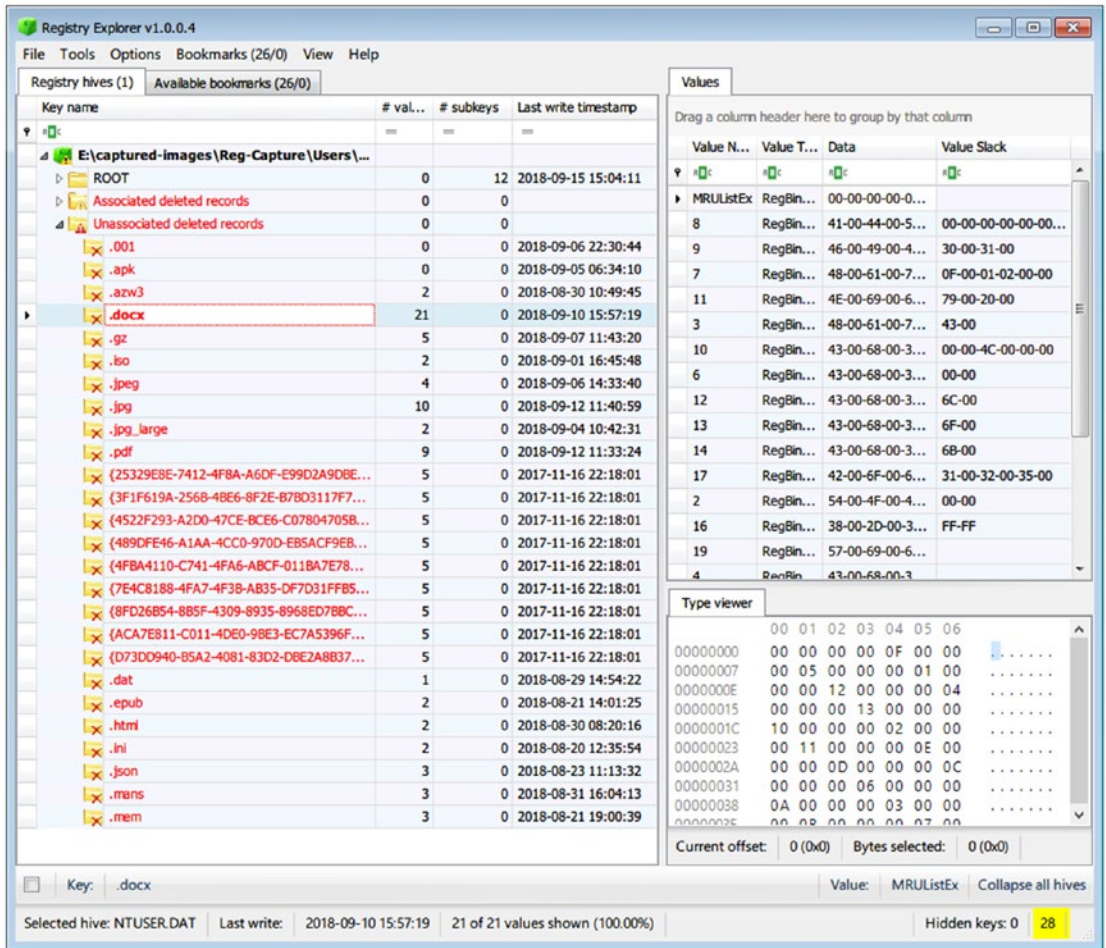 Registry Explorer v1.0.0.4
File Tools Options Bookmarks (26/0) View Help
Registry hives (1) Available bookmarks (26/0)
Key name # val... # subkeys Last write timestamp
E:\captured-images\Reg-Capture\Users\...
ROOT 0 12 2018-09-15 15:04:11
Associated deleted records 0 0
Unassociated deleted records 0 0
.001 0 0 2018-09-06 22:30:44
.apk 0 0 2018-09-05 06:34:10
.azw3 2 0 2018-08-30 10:49:45
.docx 21 0 2018-09-10 15:57:19
.gz 5 0 2018-09-07 11:43:20
.iso 2 0 2018-09-01 16:45:48
.jpeg 4 0 2018-09-06 14:33:40
.jpg 10 0 2018-09-12 11:40:59
.jpg_large 2 0 2018-09-04 10:42:31
.pdf 9 0 2018-09-12 11:33:24
{25329E8E-7412-4F8A-A6DF-E99D2A9DBE... 5 0 2017-11-16 22:18:01
{3F1F619A-256B-4BE6-8F2E-B7BD3117F7... 5 0 2017-11-16 22:18:01
{4522F293-A2D0-47CE-BCE6-C07804705B... 5 0 2017-11-16 22:18:01
{489DFE46-A1AA-4CC0-970D-EB5ACF9EB... 5 0 2017-11-16 22:18:01
{4FBA4110-C741-4FA6-ABCF-011BA7E78... 5 0 2017-11-16 22:18:01
{7E4C8188-4FA7-4F3B-AB35-DF7D31FFB5... 5 0 2017-11-16 22:18:01
{8FD26B54-8B5F-4309-8935-8968ED7BBC... 5 0 2017-11-16 22:18:01
{ACA7E811-C011-4DE0-9BE3-EC7A5396F... 5 0 2017-11-16 22:18:01
{D73DD940-B5A2-4081-83D2-DBE2A8B37... 5 0 2017-11-16 22:18:01
.dat 1 0 2018-08-29 14:54:22
.epub 2 0 2018-08-21 14:01:25
.html 2 0 2018-08-30 08:20:16
.ini 2 0 2018-08-20 12:35:54
.json 3 0 2018-08-23 11:13:32
.mans 3 0 2018-08-31 16:04:13
.mem 3 0 2018-08-21 19:00:39
Values
Drag a column header here to group by that column
Value N... Value T... Data Value Slack
MRUListEx RegBin... 00-00-00-00-0...
8 RegBin... 41-00-44-00-5... 00-00-00-00-00-00...
9 RegBin... 46-00-49-00-4... 30-00-31-00
7 RegBin... 48-00-61-00-7... 0F-00-01-02-00-00
11 RegBin... 4E-00-69-00-6... 79-00-20-00
3 RegBin... 48-00-61-00-7... 43-00
10 RegBin... 43-00-68-00-3... 00-00-4C-00-00-00
6 RegBin... 43-00-68-00-3... 00-00
12 RegBin... 43-00-68-00-3... 6C-00
13 RegBin... 43-00-68-00-3... 6F-00
14 RegBin... 43-00-68-00-3... 6B-00
17 RegBin... 42-00-6F-00-6... 31-00-32-00-35-00
2 RegBin... 54-00-4F-00-4... 00-00
16 RegBin... 38-00-2D-00-3... FF-FF
19 RegBin... 57-00-69-00-6...
4 RegBin 43-00-68-00-3
Type viewer
00 01 02 03 04 05 06
00000000 00 00 00 00 0F 00 00 .......
00000007 00 05 00 00 00 01 00 .......
0000000E 00 00 12 00 00 00 04 .......
00000015 00 00 00 13 00 00 00 .......
0000001C 10 00 00 00 02 00 00 .......
00000023 00 11 00 00 00 0E 00 .......
0000002A 00 00 0D 00 00 00 0C .......
00000031 00 00 00 06 00 00 00 .......
00000038 0A 00 00 00 03 00 00 .......
Current offset: 0 (0x0) Bytes selected: 0 (0x0)
Key: .docx Value: MRUListEx Collapse all hives
Selected hive: NTUSER.DAT Last write: 2018-09-10 15:57:19 21 of 21 values shown (100.00%) Hidden keys: 0 28